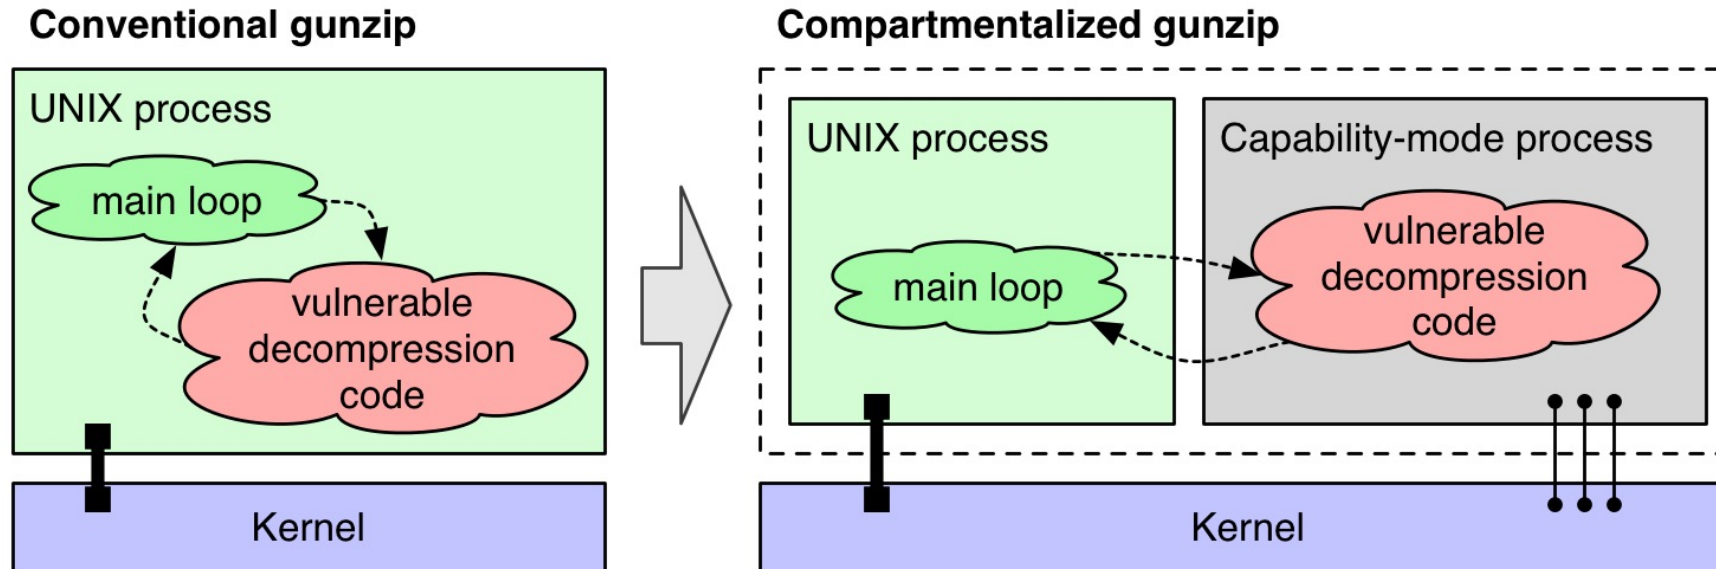 Conventional gunzip
UNIX process
main loop
vulnerable
decompression
code
Kernel
Compartmentalized gunzip
UNIX process
Capability-mode process
main loop
vulnerable
decompression
code
Kernel